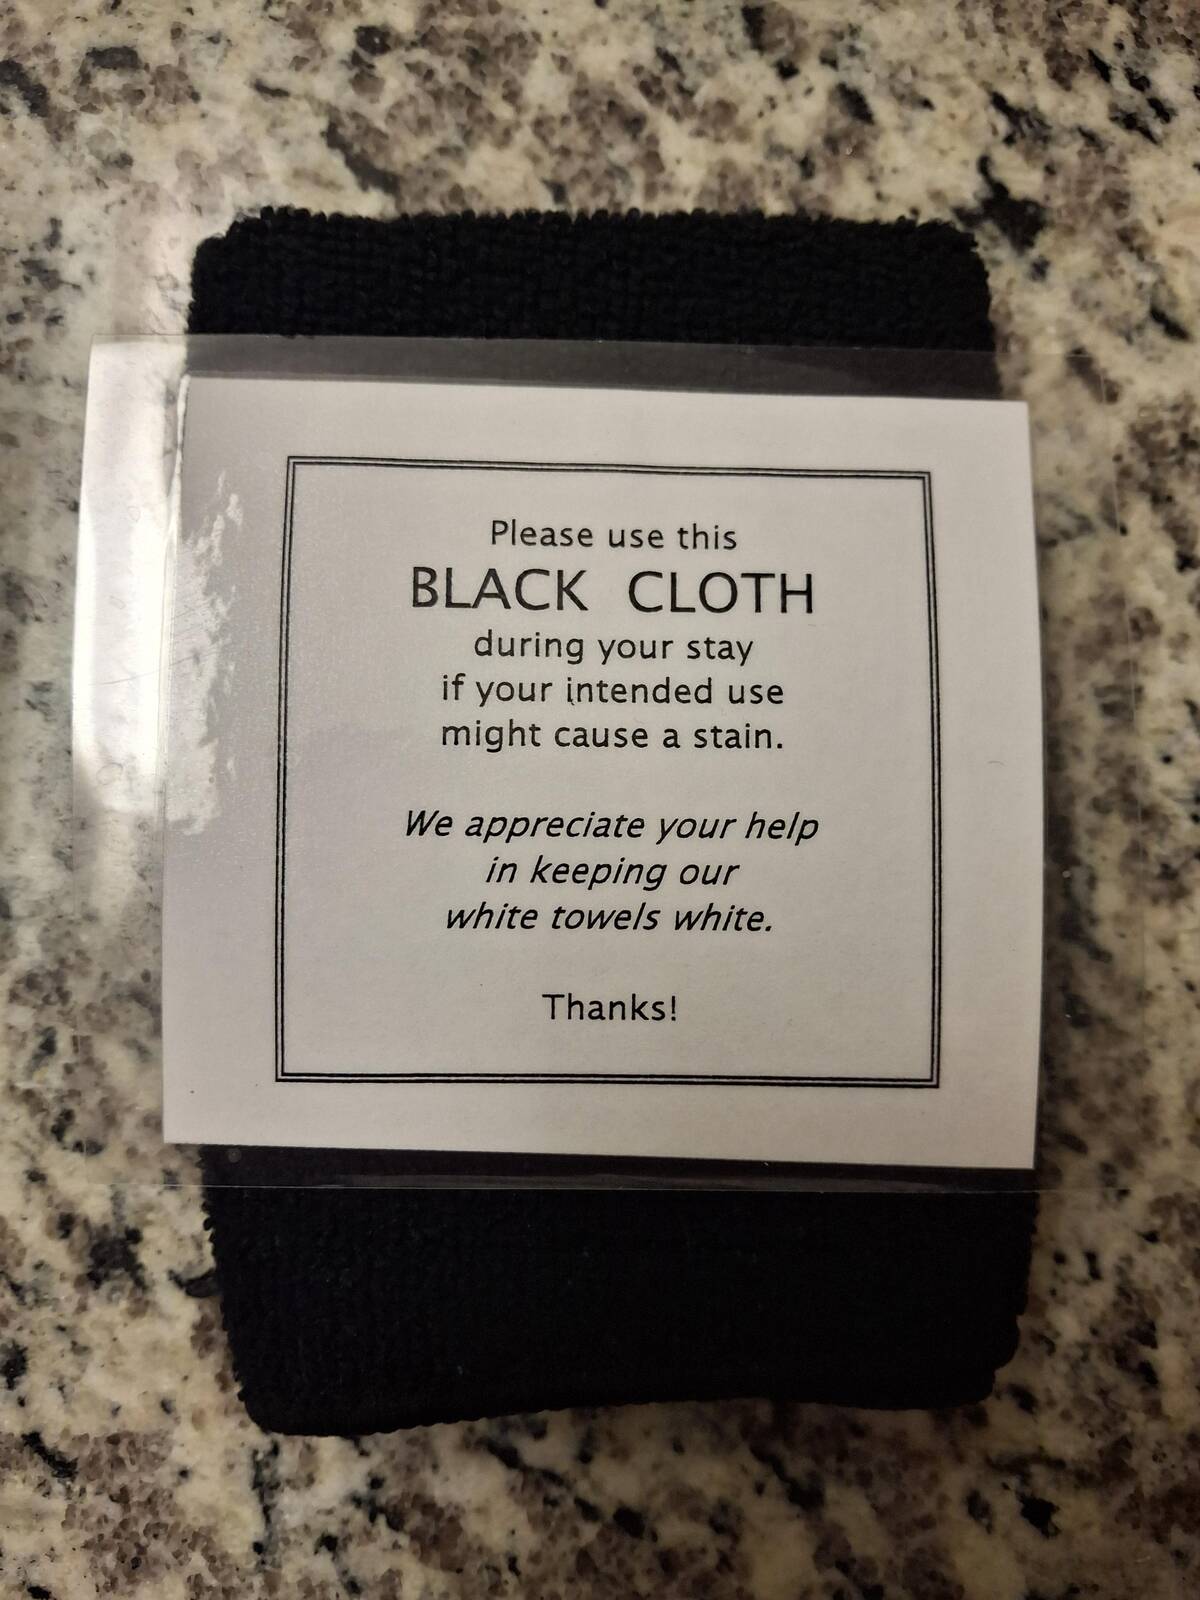 Please use this
BLACK CLOTH
during your stay
if your intended use
might cause a stain.
We appreciate your help
in keeping our
white towels white.
Thanks!